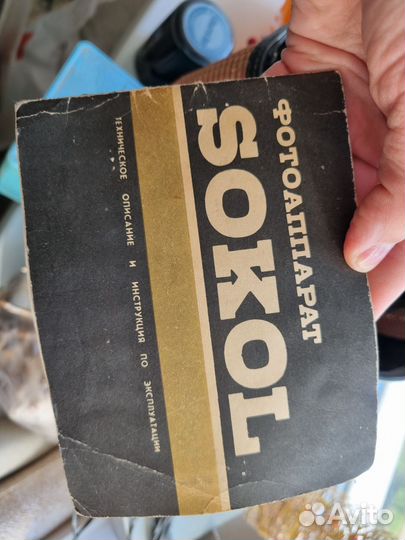 ФОТОАППАРАТ
SOKOL
ТЕХНИЧЕСКОЕ ОПИСАНИЕ И ИНСТРУКЦИЯ ПО ЭКСПЛУАТАЦИИ
Avito